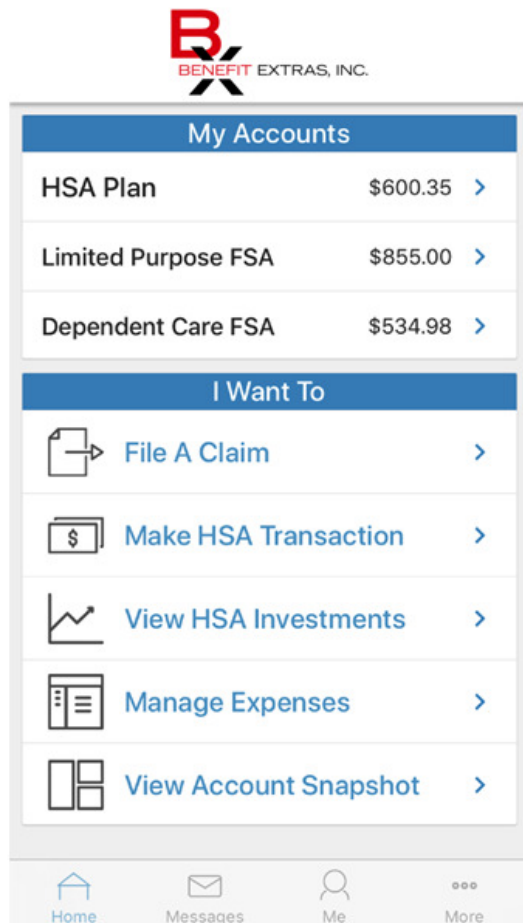 BX
BENEFIT EXTRAS, INC.
My Accounts
HSA Plan $600.35
Limited Purpose FSA $855.00
Dependent Care FSA $534.98
I Want To
File A Claim
$
Make HSA Transaction
View HSA Investments
Manage Expenses
View Account Snapshot
Home Messages Me More